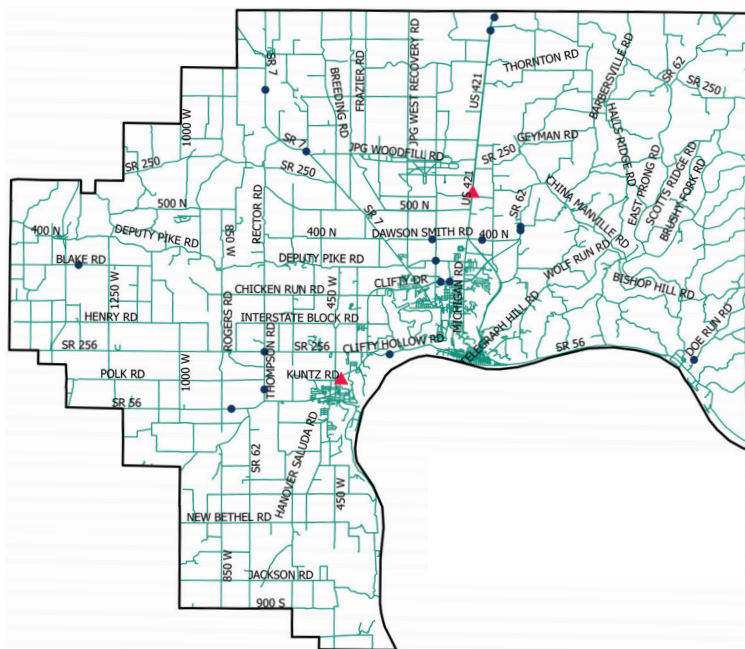 SR 7
BREEDING RD
FRAZIER RD
JPG WEST RECOVERY RD
US 421
THORNTON RD
BARBERSVILLE RD
SR 62
SR 250
1000 W
SR 7
JPG WOODFILL RD
SR 250
GEYMAN RD
HALLS RIDGE RD
EAST PRONG RD
SCOTTS RIDGE RD
BRUSHY FORK RD
SR 250
SR 250
RECTOR RD
US 421
CHINA MANVILLE RD
500 N
SR 7
500 N
SR 62
400 N
DEPUTY PIKE RD
850 W
400 N
DAWSON SMITH RD
400 N
BLAKE RD
DEPUTY PIKE RD
WOLF RUN RD
1250 W
CHICKEN RUN RD
450 W
CLIFTY DR
MICHIGAN RD
BISHOP HILL RD
HENRY RD
ROGERS RD
INTERSTATE BLOCK RD
TELEGRAPH HILL RD
SR 256
SR 256
CLIFTY HOLLOW RD
SR 56
DOE RUN RD
POLK RD
1000 W
THOMPSON RD
KUNTZ RD
SR 56
SR 62
HANOVER SALUDA RD
450 W
NEW BETHEL RD
850 W
JACKSON RD
900 S